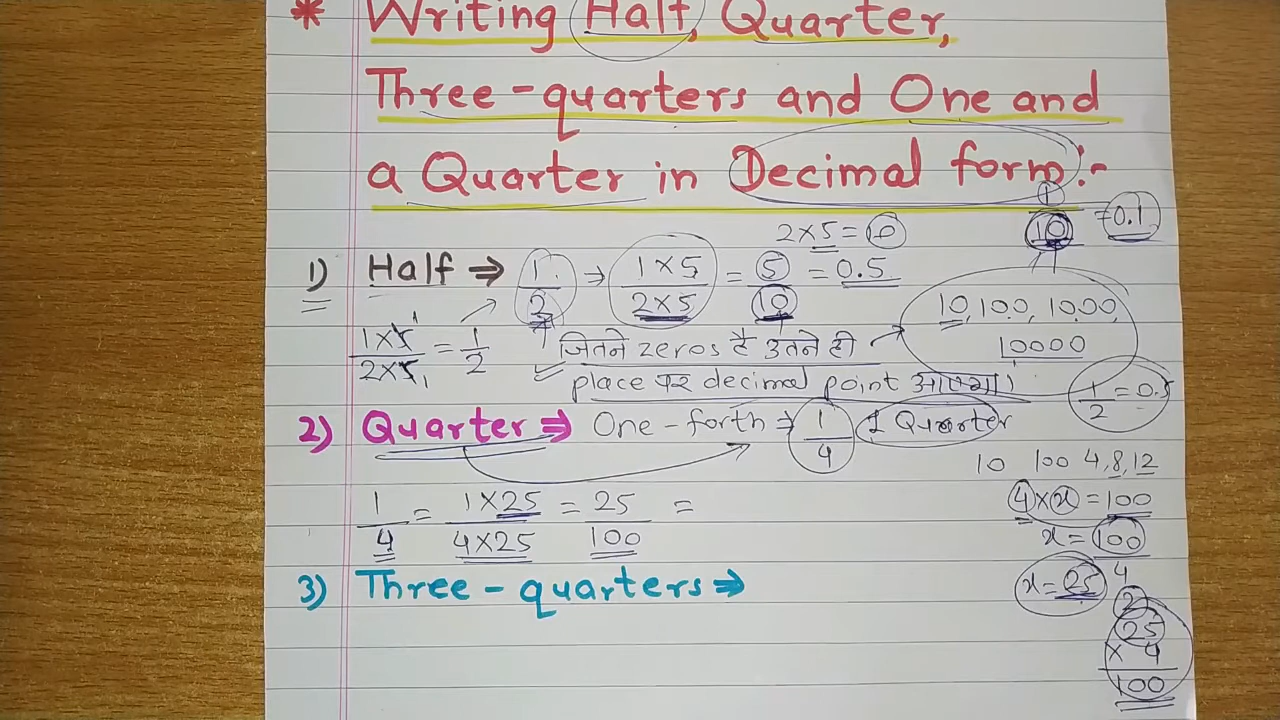 * Writing Half, Quarter,
Three-quarters and One and
a Quarter in Decimal form:-
1/10 = 0.1
2×5 = 10
1) Half ⇒ 1/2 → 1×5/2×5 = 5/10 = 0.5
10, 100, 1000,
10000
1×5/2×5 = 1/2
जितने zeros है उतने ही
place पर decimal point आएगा।
1/2 = 0.5
2) Quarter ⇒ One-forth ⇒ 1/4 Quarter
10 100 4,8,12
1/4 = 1×25/4×25 = 25/100 =
4×x = 100
x = 100/4
x = 25
3) Three-quarters ⇒
2
25
× 4
100